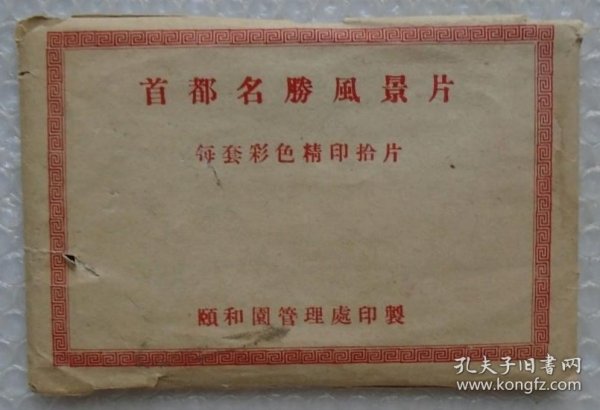 首都名勝風景片
每套彩色精印拾片
頤和園管理處印製
孔夫子旧书网
www.kongfz.com